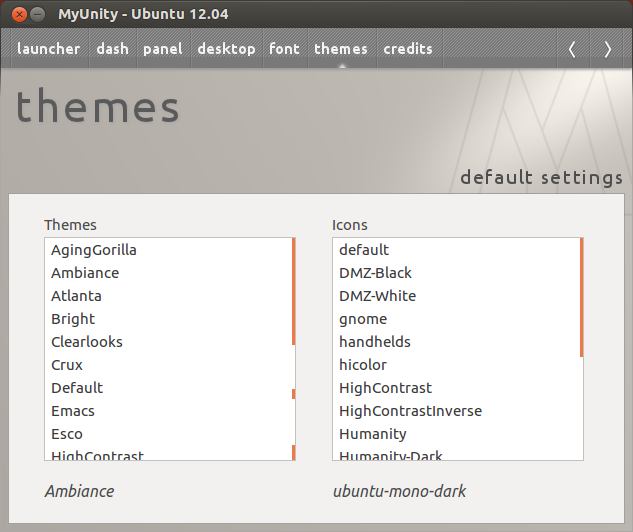 MyUnity - Ubuntu 12.04
launcher dash panel desktop font themes credits
themes
default settings
Themes
AgingGorilla
Ambiance
Atlanta
Bright
Clearlooks
Crux
Default
Emacs
Esco
HighContrast
Ambiance
Icons
default
DMZ-Black
DMZ-White
gnome
handhelds
hicolor
HighContrast
HighContrastInverse
Humanity
Humanity-Dark
ubuntu-mono-dark